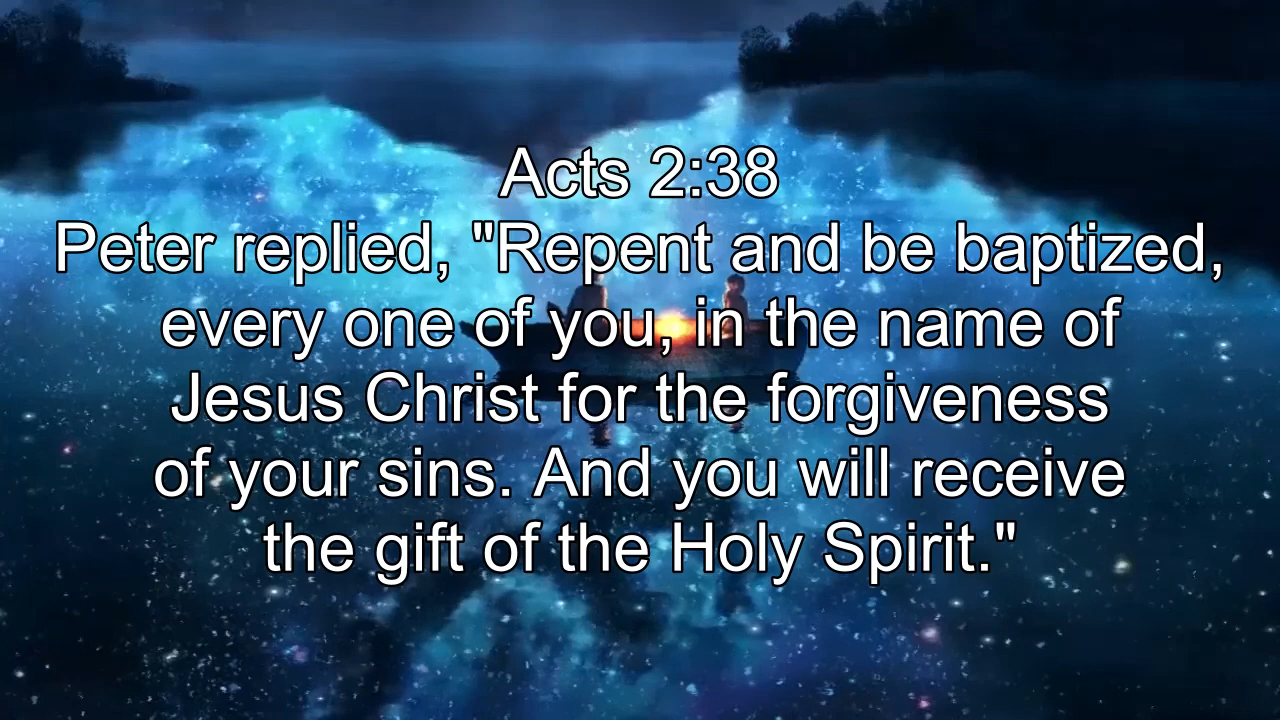 Acts 2:38
Peter replied, "Repent and be baptized,
every one of you, in the name of
Jesus Christ for the forgiveness
of your sins. And you will receive
the gift of the Holy Spirit."